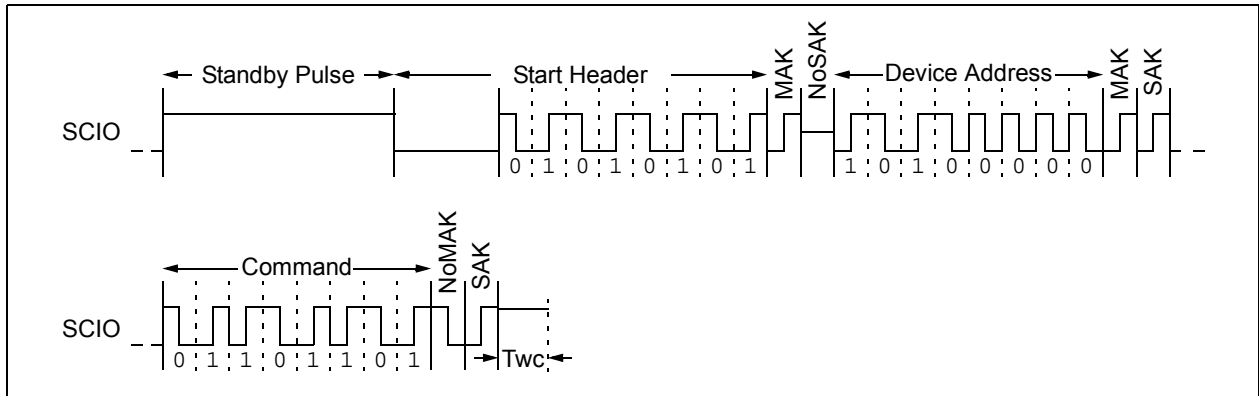 Standby Pulse Start Header MAK NoSAK Device Address MAK SAK
SCIO
0 1 0 1 0 1 0 1 1 0 1 0 0 0 0 0
Command NoMAK SAK
SCIO
0 1 1 0 1 1 0 1 Twc